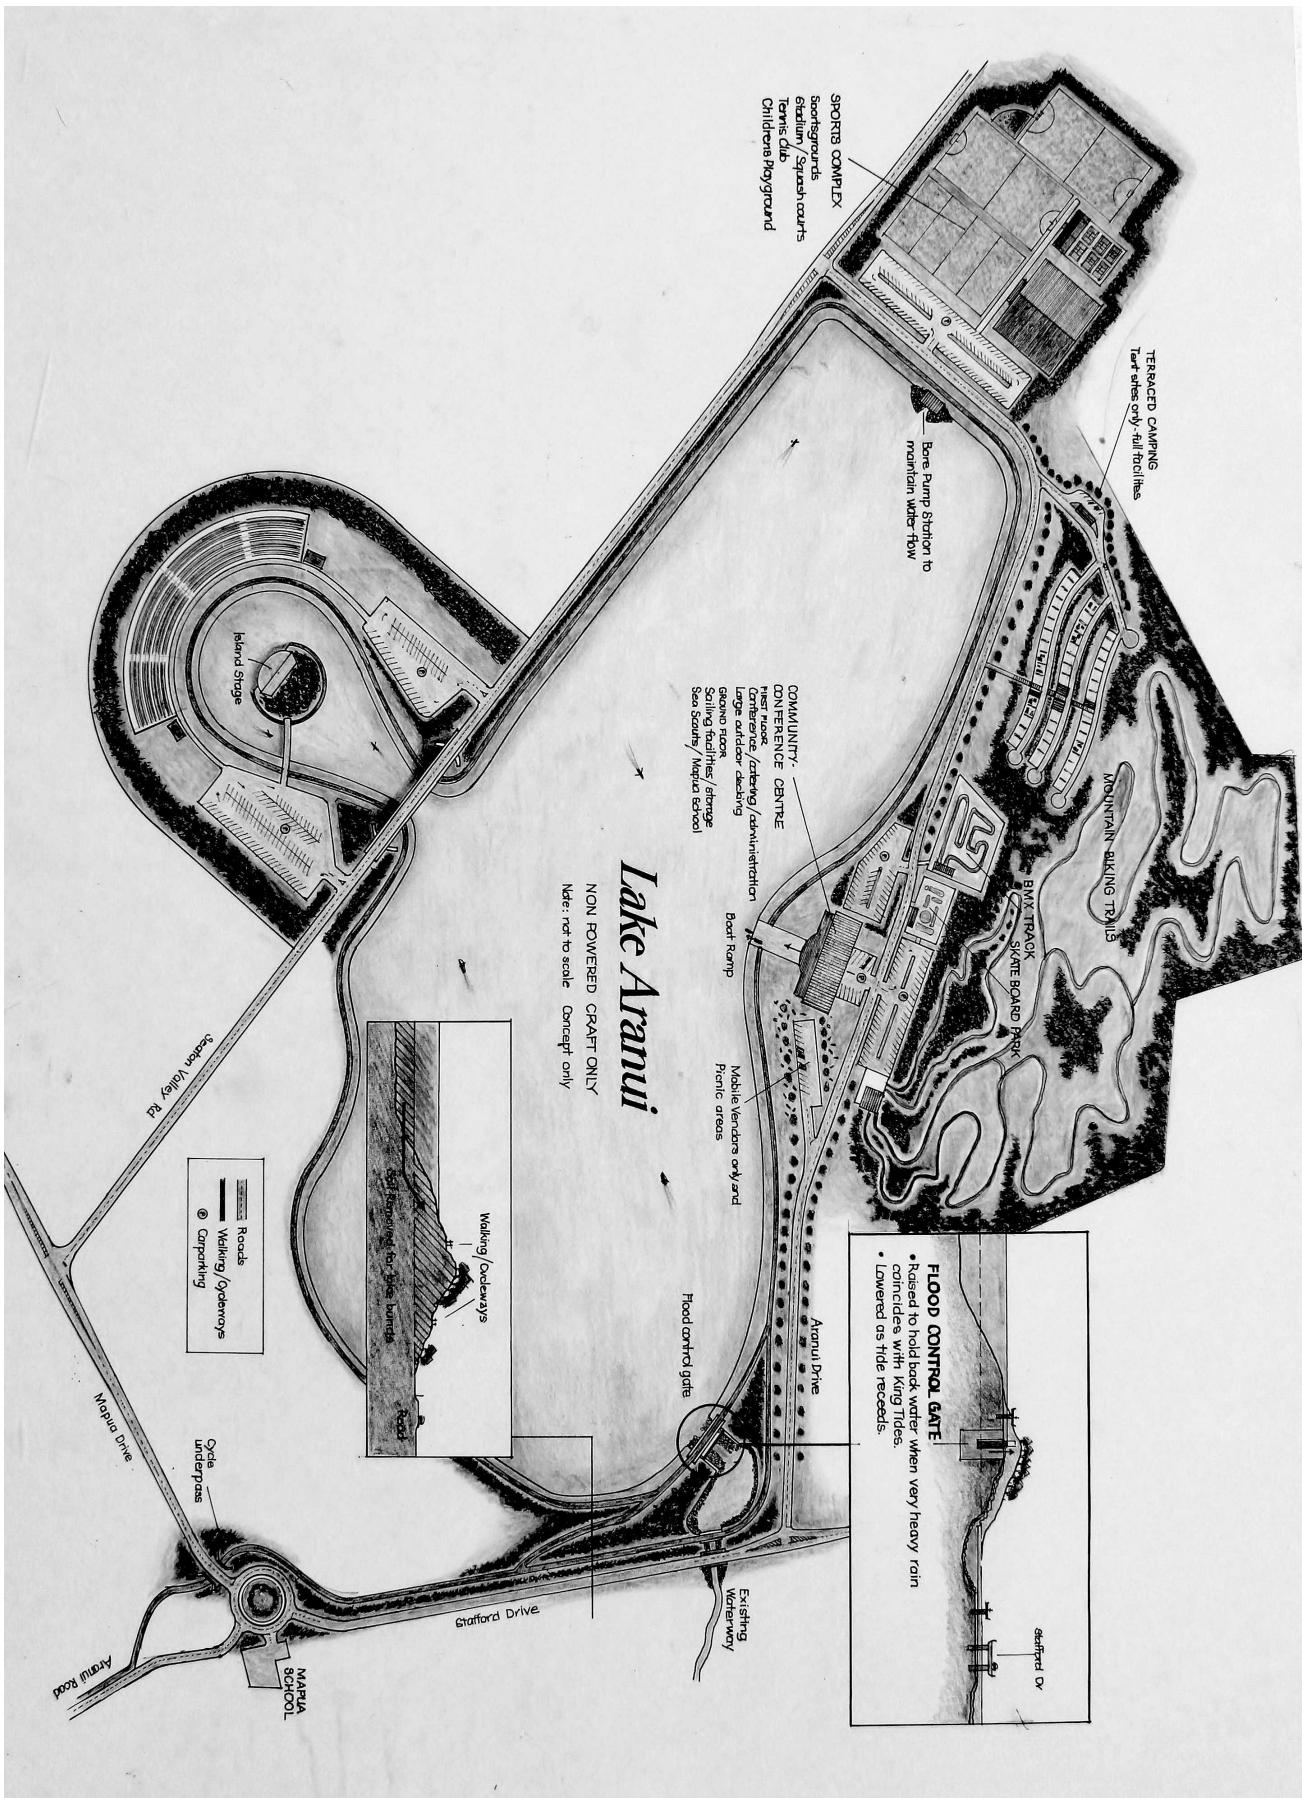 SPORTS COMPLEX
Sportsgrounds
Stadium/Squash courts
Tennis Club
Childrens Playground
TERRACED CAMPING
Tent sites only-full facilites
Bore Pump Station to
maintain water flow
Island Stage
COMMUNITY-
CONFERENCE CENTRE
FIRST FLOOR
Conference/catering/administration
Large outdoor decking
GROUND FLOOR
Sailing facilities/storage
Sea Scouts/Mapua School
MOUNTAIN BIKING TRAILS
BMX TRACK
SKATEBOARD PARK
Boat Ramp
Lake Aranui
NON POWERED CRAFT ONLY
Note: not to scale Concept only
Mobile Vendors only and
Picnic areas
Seaton Valley Rd
Roads
Walking/Cycleways
P Carparking
Walking/Cycleways
Soil Removed for lake bunds
Road
Flood control gate
Aranui Drive
FLOOD CONTROL GATE
• Raised to hold back water when very heavy rain
coincides with King Tides.
• Lowered as tide receeds.
Stafford Dr
Mapua Drive
Cycle
underpass
Stafford Drive
Existing
Waterway
MAPUA
SCHOOL
Aranui Road
P
P
P
P
P
P